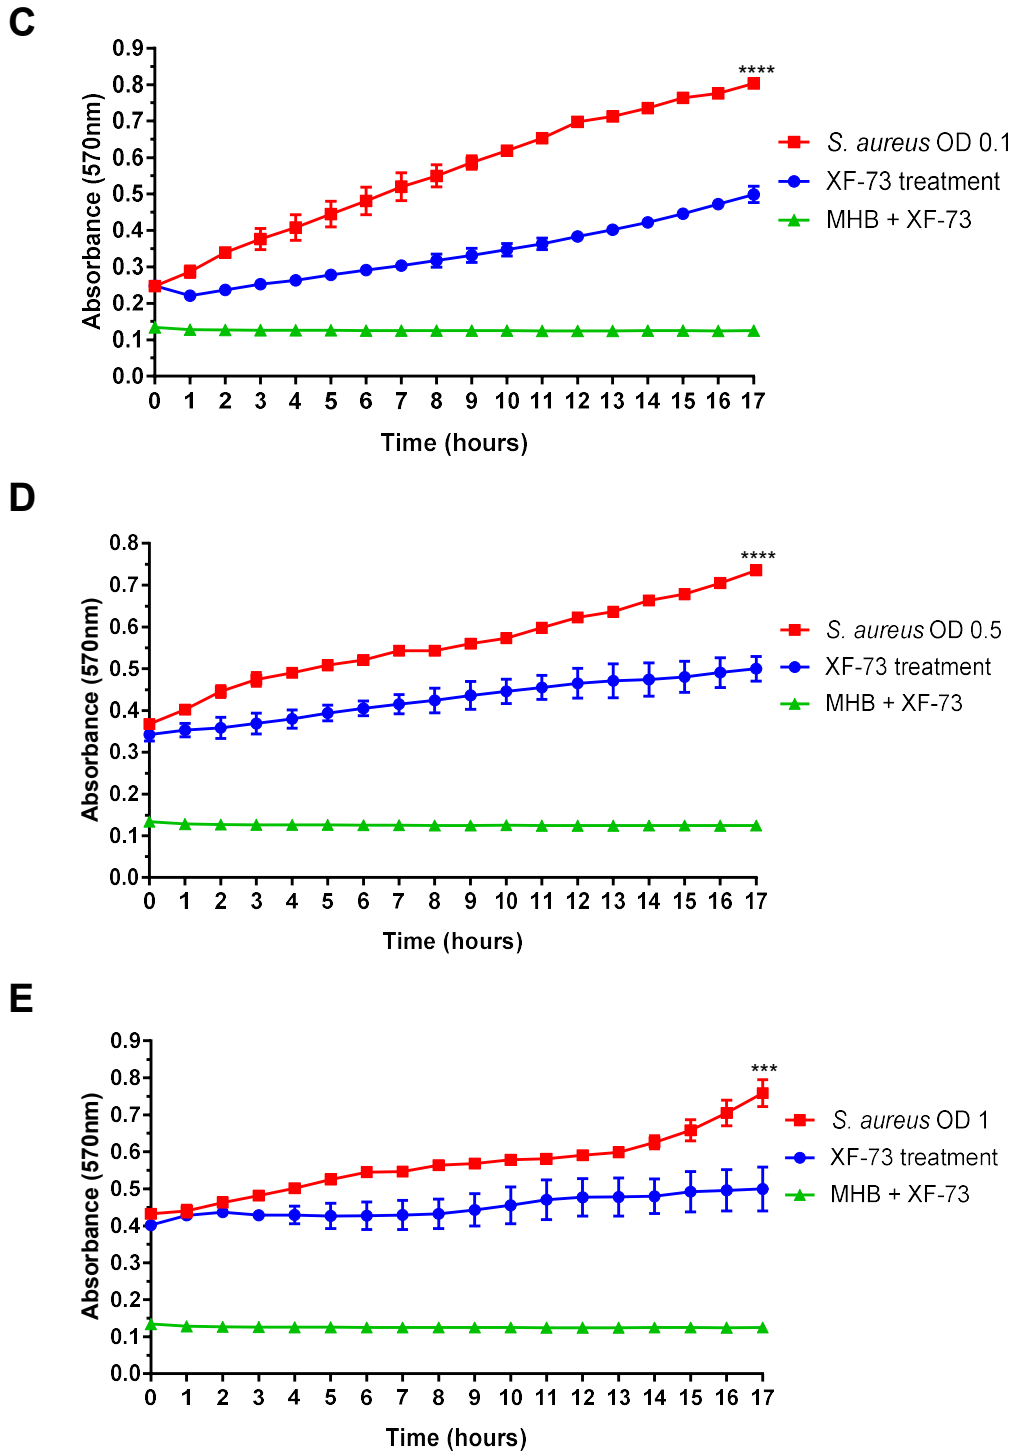 C
0.9
0.8
0.7
0.6
0.5
0.4
0.3
0.2
0.1
0.0
Absorbance (570nm)
****
0 1 2 3 4 5 6 7 8 9 10 11 12 13 14 15 16 17
Time (hours)
S. aureus OD 0.1
XF-73 treatment
MHB + XF-73
D
0.8
0.7
0.6
0.5
0.4
0.3
0.2
0.1
0.0
Absorbance (570nm)
****
0 1 2 3 4 5 6 7 8 9 10 11 12 13 14 15 16 17
Time (hours)
S. aureus OD 0.5
XF-73 treatment
MHB + XF-73
E
0.9
0.8
0.7
0.6
0.5
0.4
0.3
0.2
0.1
0.0
Absorbance (570nm)
***
0 1 2 3 4 5 6 7 8 9 10 11 12 13 14 15 16 17
Time (hours)
S. aureus OD 1
XF-73 treatment
MHB + XF-73